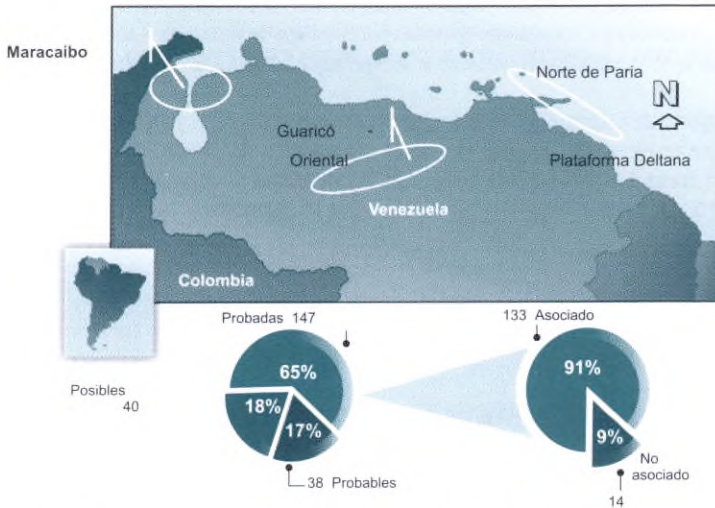 Maracaibo
Norte de Paria
N
Guaricó
Oriental
Plataforma Deltana
Venezuela
Colombia
Probadas 147
133 Asociado
65%
91%
Posibles
40
18%
17%
9%
No
asociado
38 Probables
14